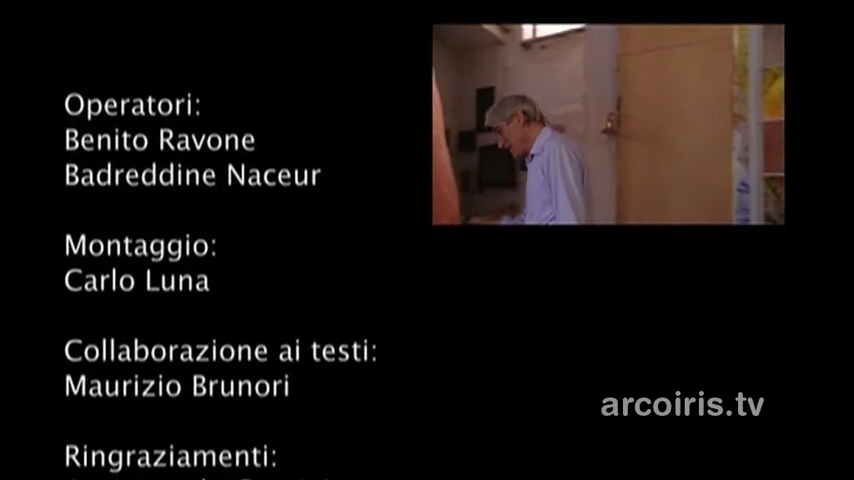 Operatori:
Benito Ravone
Badreddine Naceur
Montaggio:
Carlo Luna
Collaborazione ai testi:
Maurizio Brunori
arcoiris.tv
Ringraziamenti: